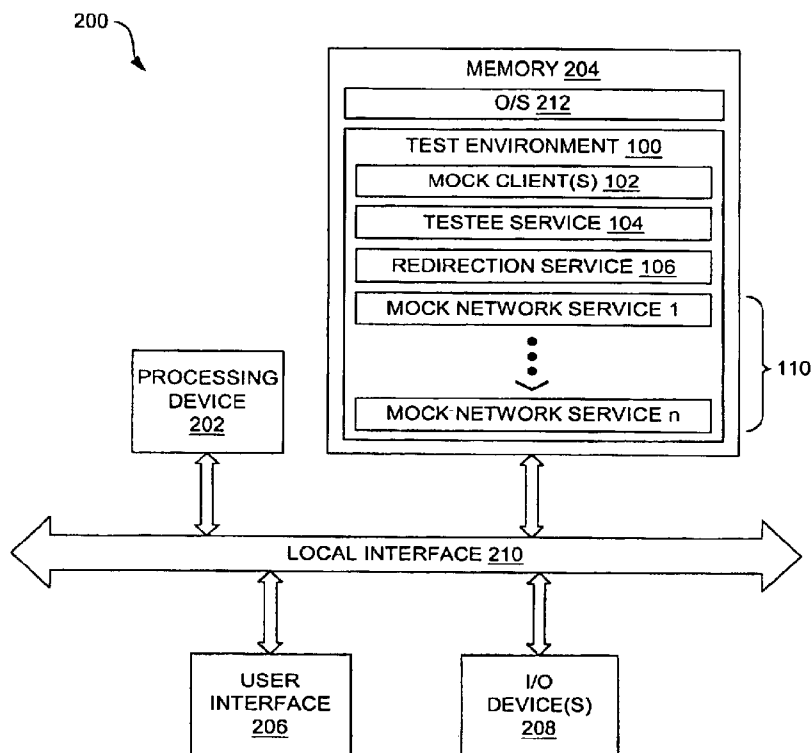 200
MEMORY 204
O/S 212
TEST ENVIRONMENT 100
MOCK CLIENT(S) 102
TESTEE SERVICE 104
REDIRECTION SERVICE 106
MOCK NETWORK SERVICE 1
110
MOCK NETWORK SERVICE n
PROCESSING
DEVICE
202
LOCAL INTERFACE 210
USER
INTERFACE
206
I/O
DEVICE(S)
208